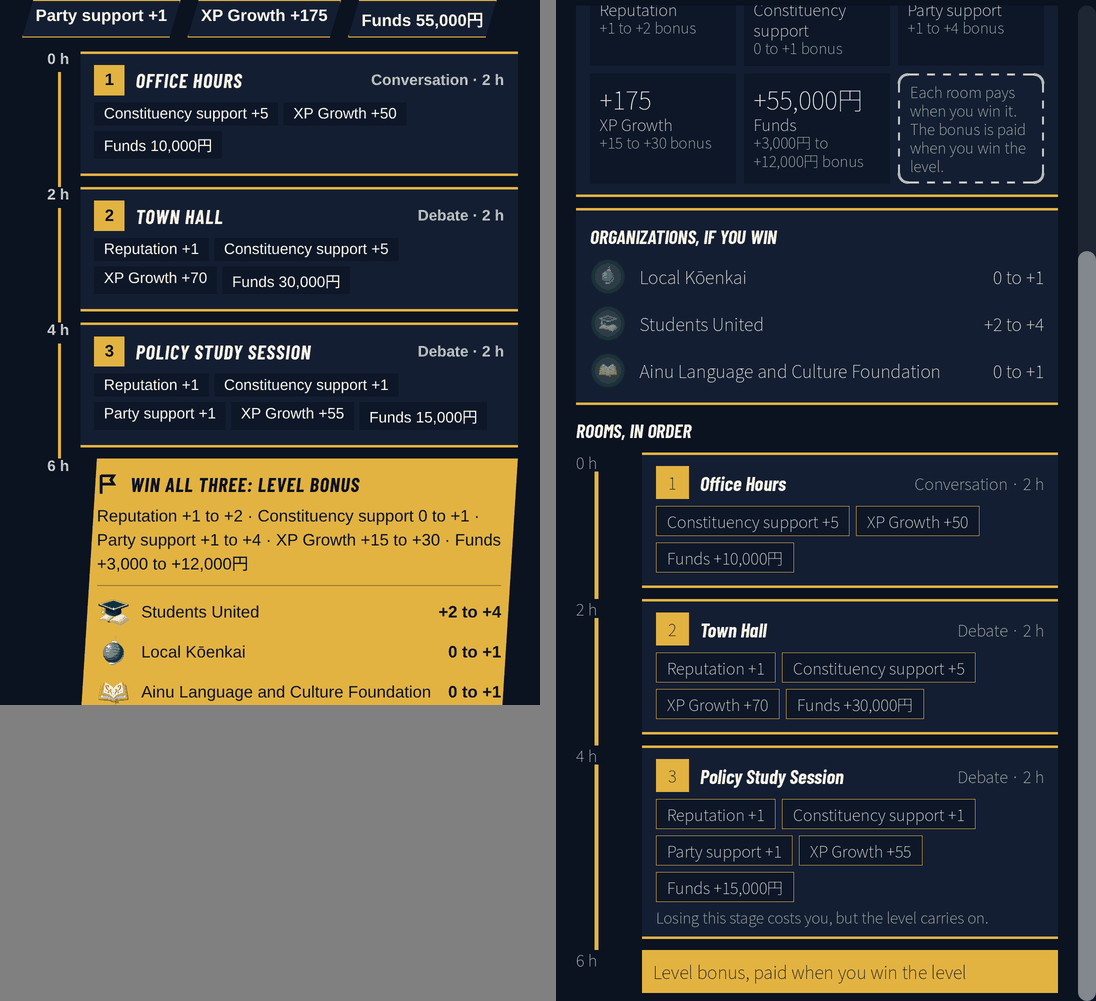 Party support +1
XP Growth +175
Funds 55,000円
0 h
1
OFFICE HOURS
Conversation · 2 h
Constituency support +5
XP Growth +50
Funds 10,000円
2 h
2
TOWN HALL
Debate · 2 h
Reputation +1
Constituency support +5
XP Growth +70
Funds 30,000円
4 h
3
POLICY STUDY SESSION
Debate · 2 h
Reputation +1
Constituency support +1
Party support +1
XP Growth +55
Funds 15,000円
6 h
WIN ALL THREE: LEVEL BONUS
Reputation +1 to +2 · Constituency support 0 to +1 ·
Party support +1 to +4 · XP Growth +15 to +30 · Funds
+3,000 to +12,000円
Students United
+2 to +4
Local Kōenkai
0 to +1
Ainu Language and Culture Foundation
0 to +1
Reputation
+1 to +2 bonus
Constituency
support
0 to +1 bonus
Party support
+1 to +4 bonus
+175
XP Growth
+15 to +30 bonus
+55,000円
Funds
+3,000円 to
+12,000円 bonus
Each room pays
when you win it.
The bonus is paid
when you win the
level.
ORGANIZATIONS, IF YOU WIN
Local Kōenkai
0 to +1
Students United
+2 to +4
Ainu Language and Culture Foundation
0 to +1
ROOMS, IN ORDER
0 h
1
Office Hours
Conversation · 2 h
Constituency support +5
XP Growth +50
Funds +10,000円
2 h
2
Town Hall
Debate · 2 h
Reputation +1
Constituency support +5
XP Growth +70
Funds +30,000円
4 h
3
Policy Study Session
Debate · 2 h
Reputation +1
Constituency support +1
Party support +1
XP Growth +55
Funds +15,000円
Losing this stage costs you, but the level carries on.
6 h
Level bonus, paid when you win the level